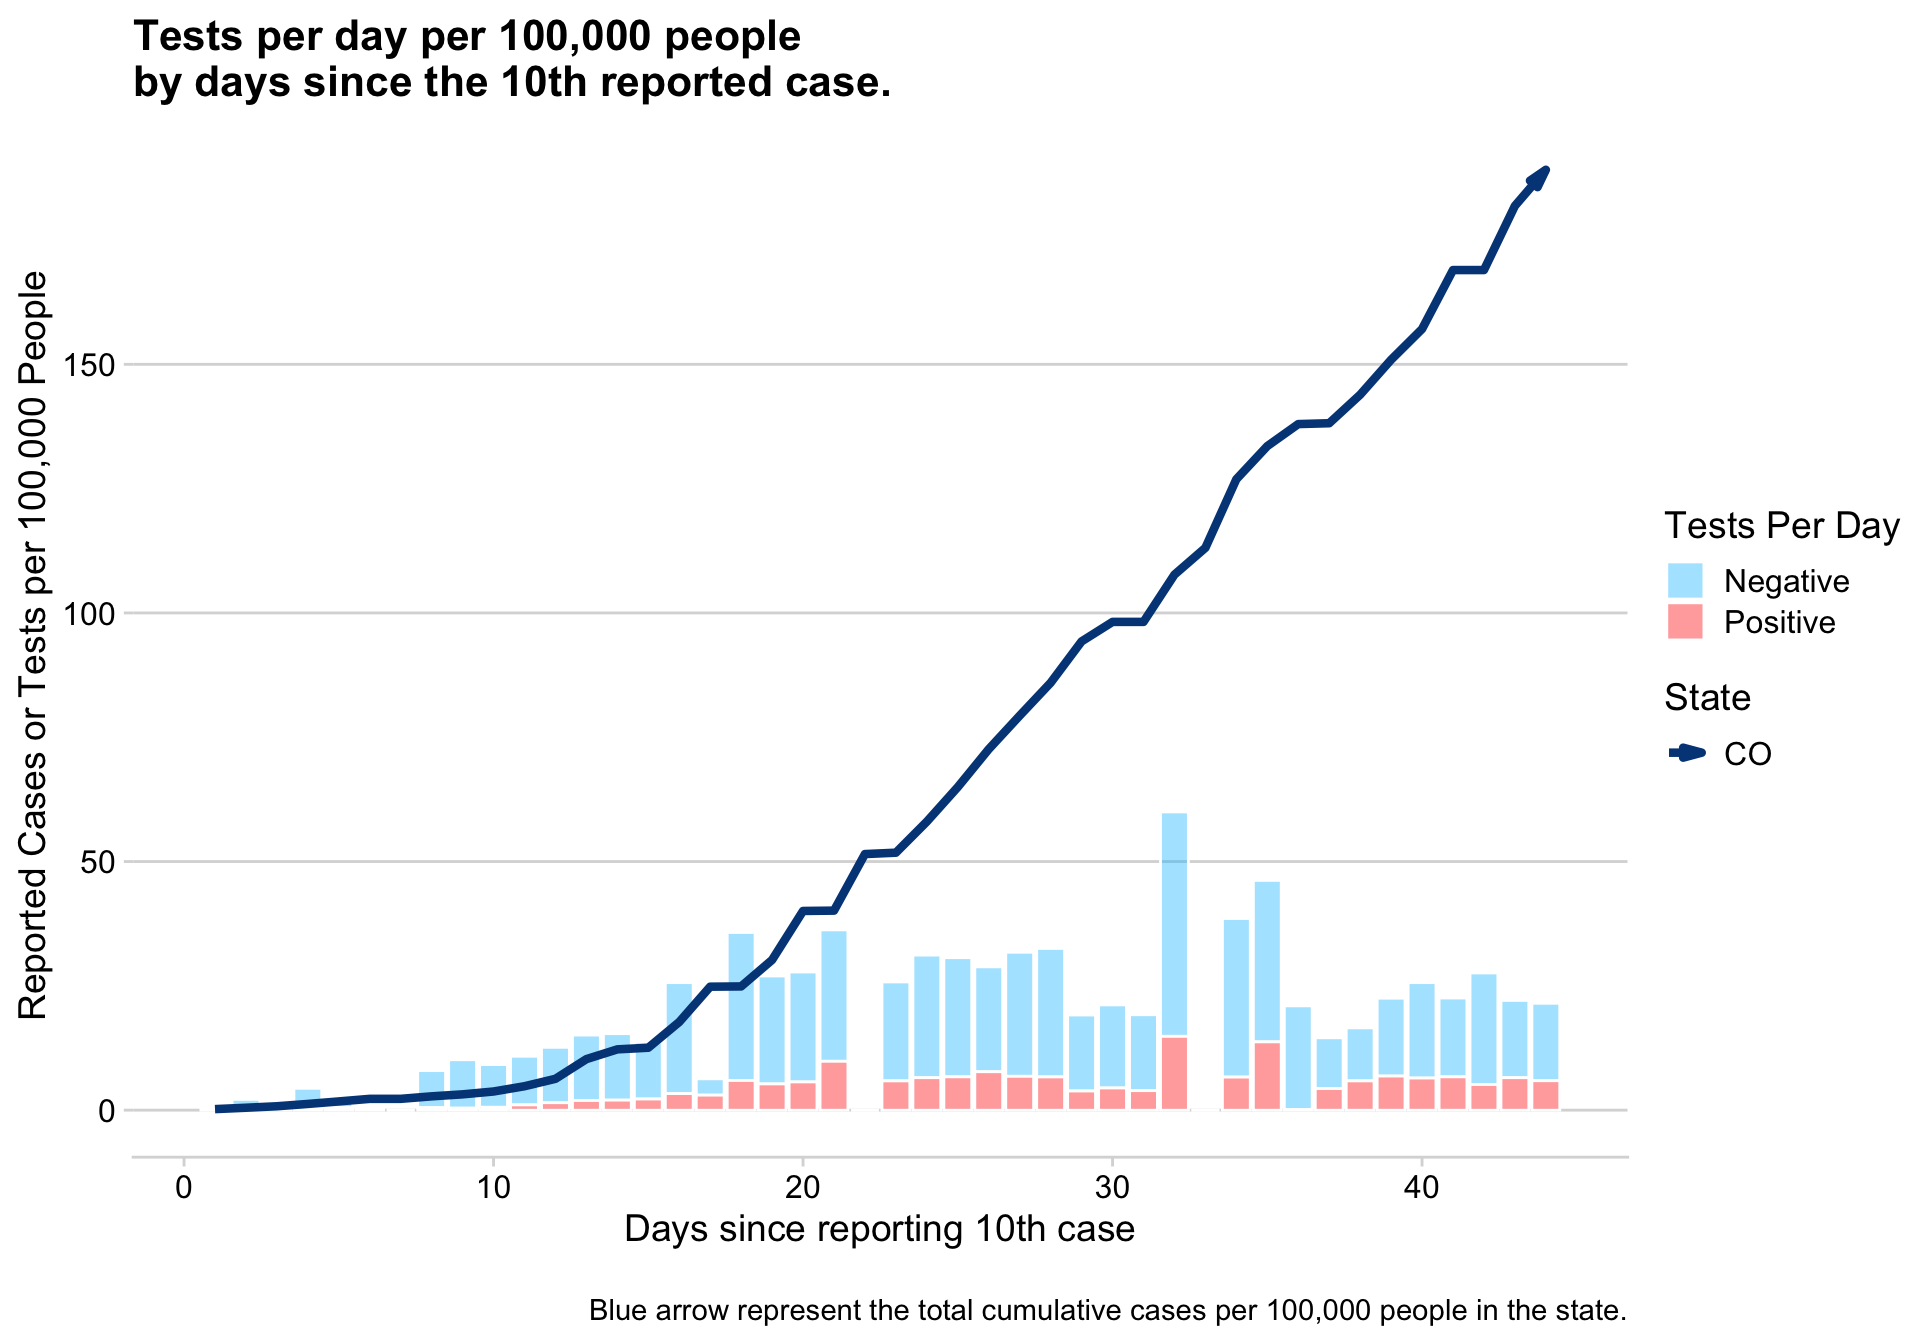 Tests per day per 100,000 people
by days since the 10th reported case.
Reported Cases or Tests per 100,000 People
150
100
50
0
0
10
20
30
40
Days since reporting 10th case
Tests Per Day
Negative
Positive
State
CO
Blue arrow represent the total cumulative cases per 100,000 people in the state.